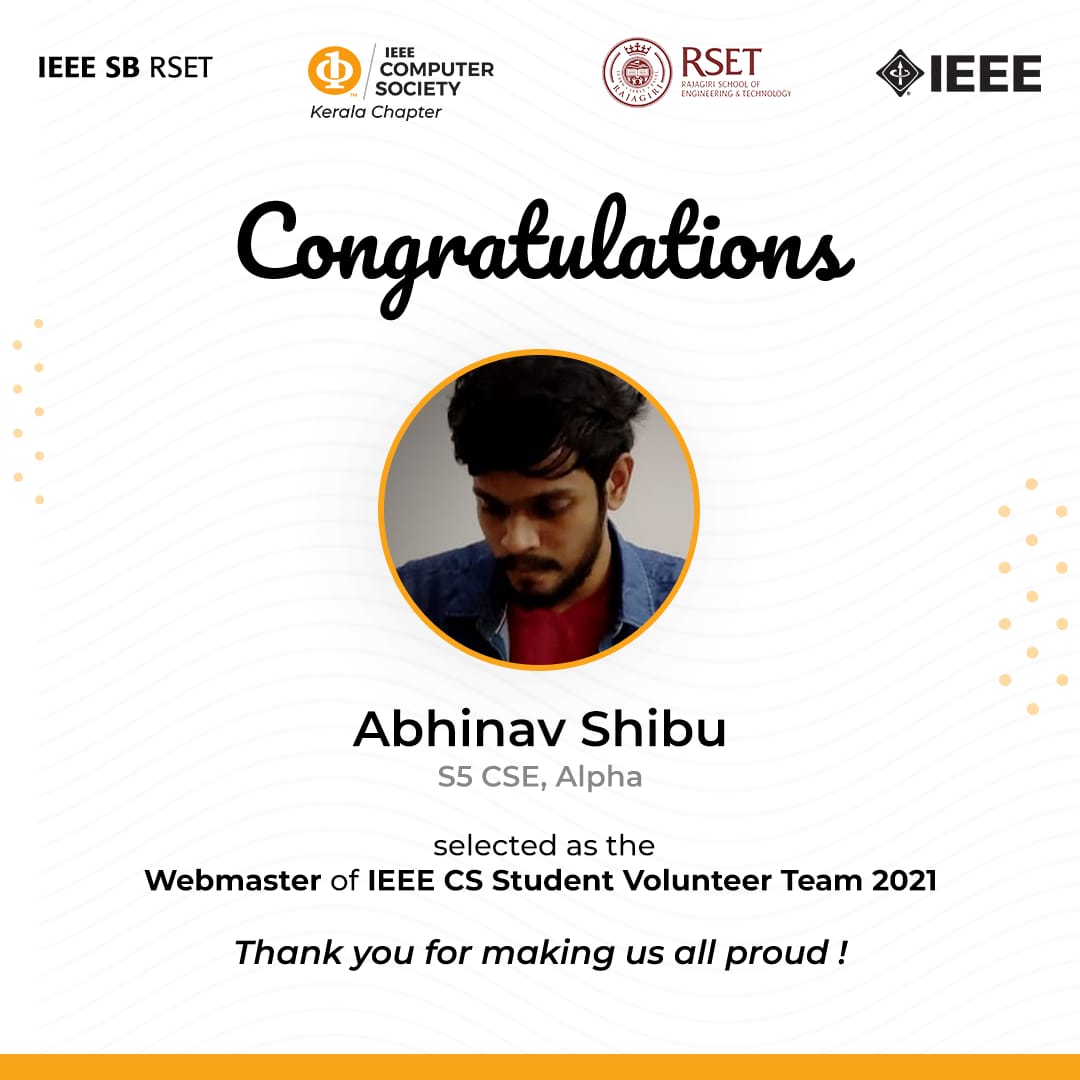 IEEE SB RSET
IEEE
COMPUTER
SOCIETY
Kerala Chapter
RAJAGIRI
RSET
RAJAGIRI SCHOOL OF
ENGINEERING & TECHNOLOGY
IEEE
Congratulations
Abhinav Shibu
S5 CSE, Alpha
selected as the
Webmaster of IEEE CS Student Volunteer Team 2021
Thank you for making us all proud !